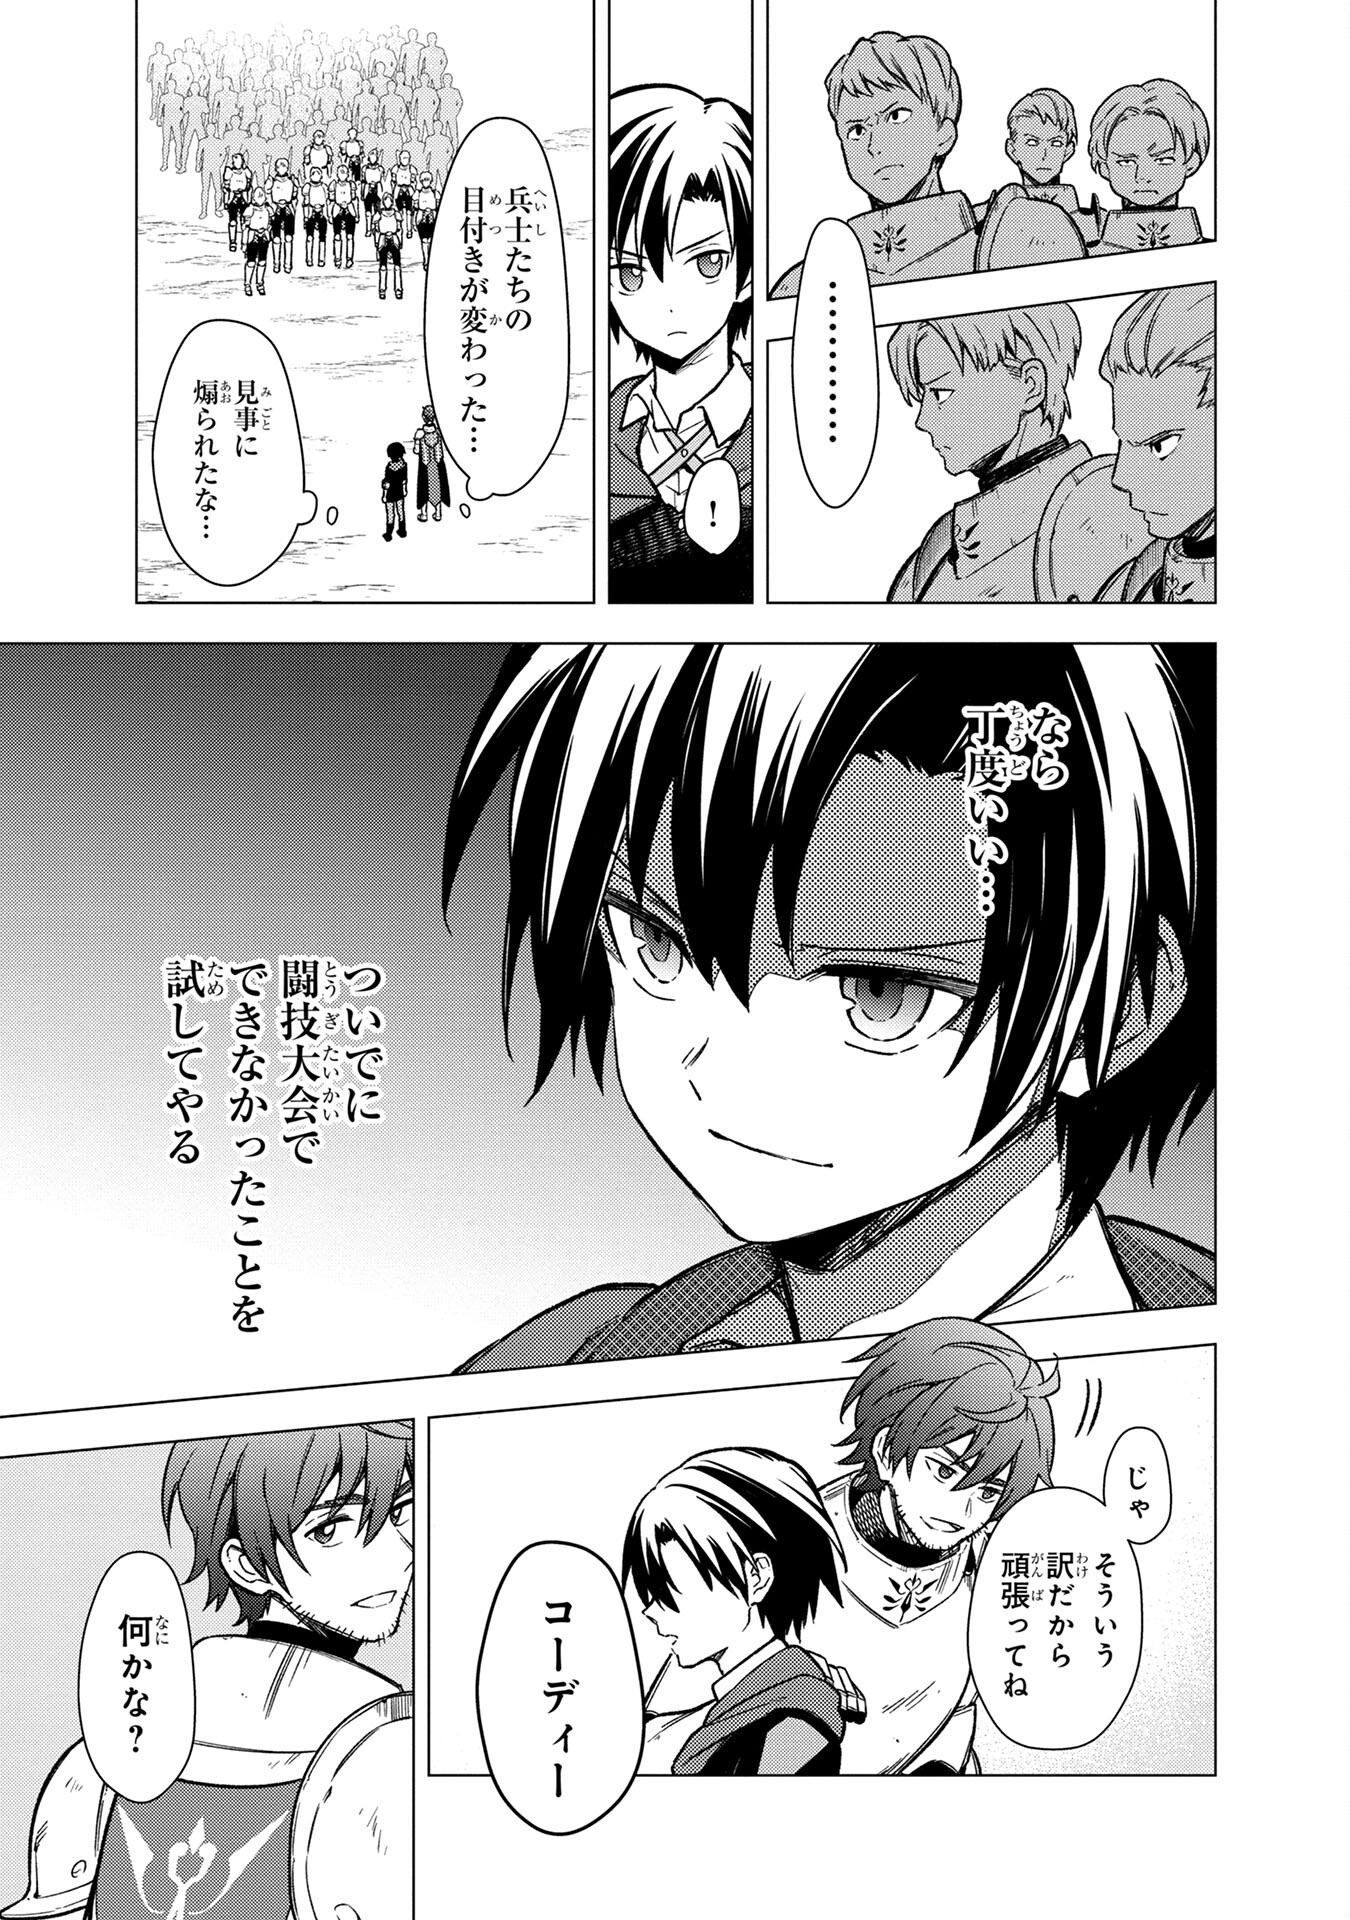 …………
！
兵士たちの
目付きが変わった…
見事に
煽られたな…
なら
丁度いい…
ついでに
闘技大会で
できなかったことを
試してやる
じゃ
そういう
訳だから
頑張ってね
コーディー
何かな？